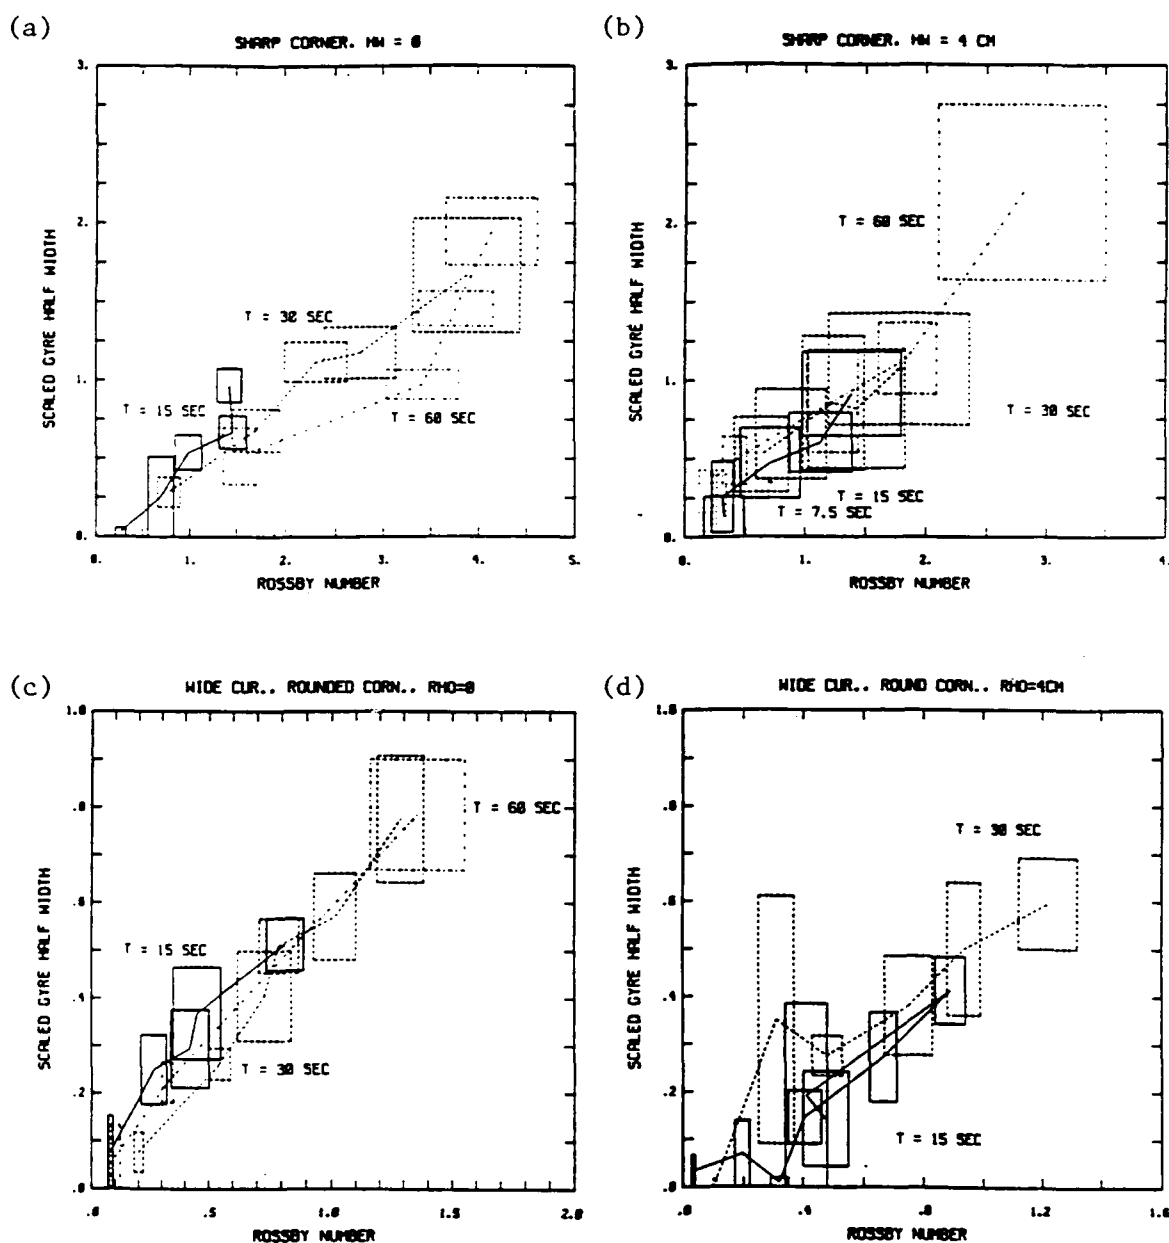 (a)
SHARP CORNER. HW = 0
3.
2.
1.
0.
SCALED GYRE HALF WIDTH
T = 30 SEC
T = 15 SEC
T = 60 SEC
0. 1. 2. 3. 4. 5.
ROSSBY NUMBER
(b)
SHARP CORNER. HW = 4 CM
3.
2.
1.
0.
SCALED GYRE HALF WIDTH
T = 60 SEC
T = 30 SEC
T = 15 SEC
T = 7.5 SEC
0. 1. 2. 3. 4.
ROSSBY NUMBER
(c)
WIDE CUR.. ROUNDED CORN.. RHO=0
1.0
.8
.6
.4
.2
.0
SCALED GYRE HALF WIDTH
T = 60 SEC
T = 15 SEC
T = 30 SEC
.0 .5 1.0 1.5 2.0
ROSSBY NUMBER
(d)
WIDE CUR.. ROUND CORN.. RHO=4CM
1.0
.8
.6
.4
.2
.0
SCALED GYRE HALF WIDTH
T = 30 SEC
T = 15 SEC
.0 .4 .8 1.2 1.6
ROSSBY NUMBER